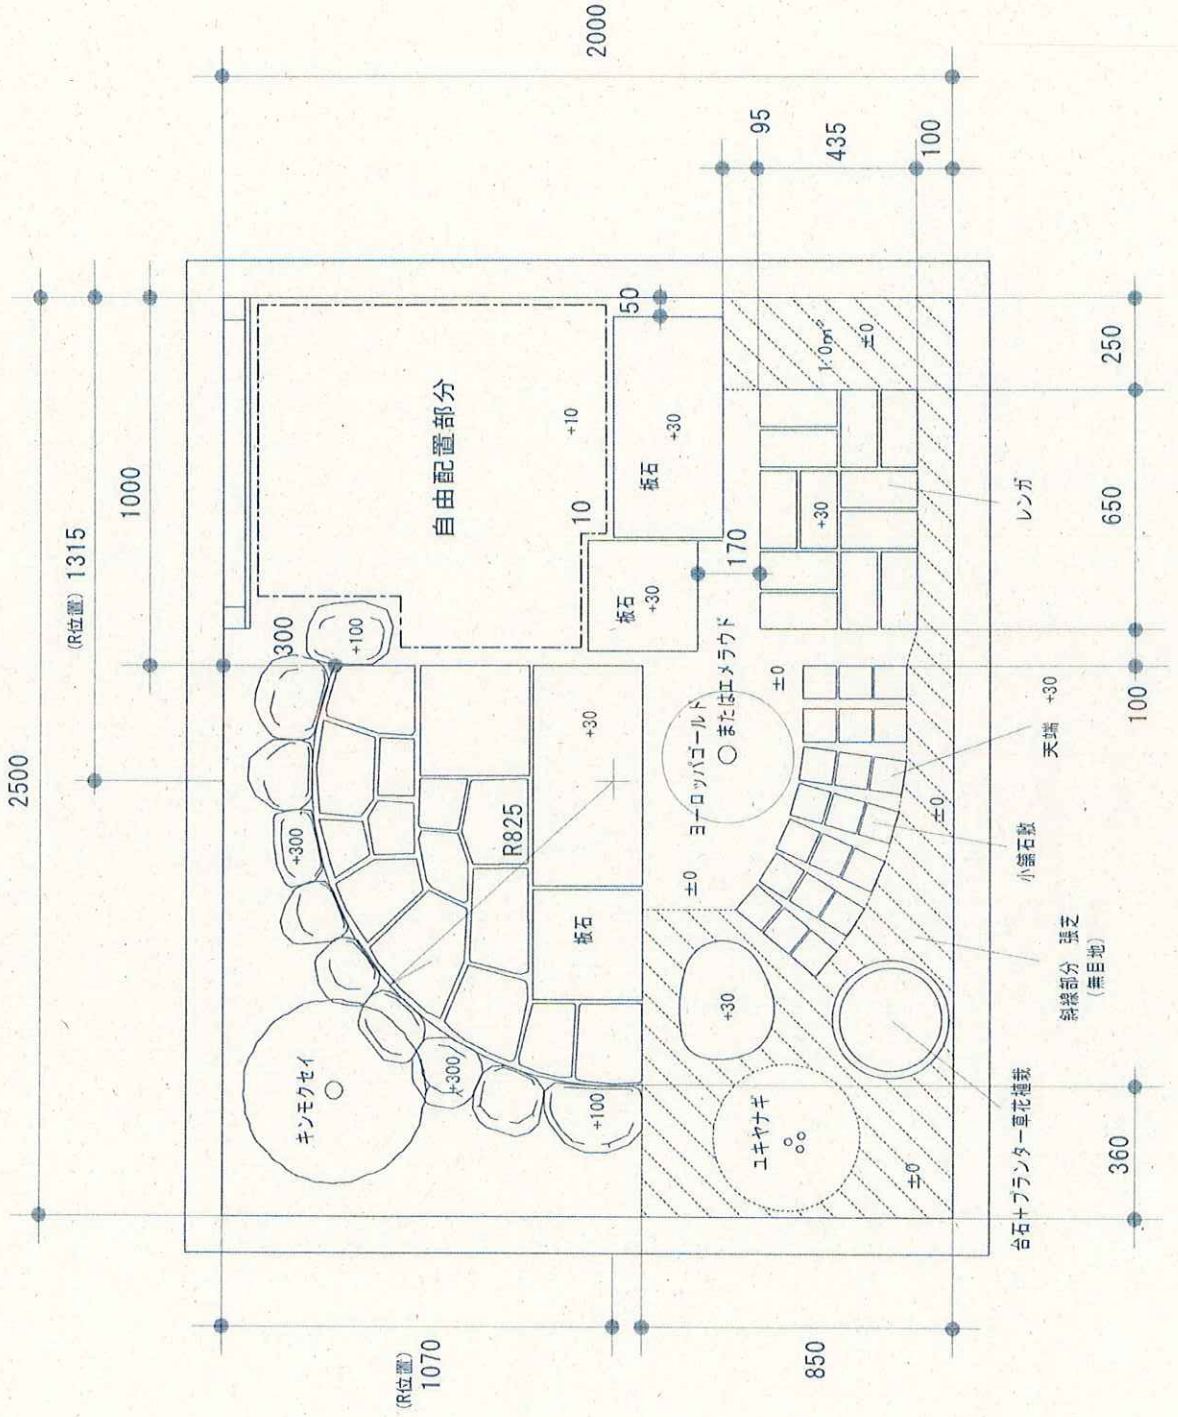 2500
(R位置) 1315
1000
2000
95
435
100
自由配置部分
+10
300
+100
10
50
板石
+30
板石
+30
170
1.0m²
±0
+30
レンガ
250
650
100
+300
R825
+30
板石
ヨーロッパゴールド
またはエメラウド
±0
±0
天端 +30
小舗石敷
±0
斜線部分 張芝
(無目地)
キンモクセイ
+300
+100
+30
ユキヤナギ
±0
台石+プランター草花植栽
360
(R位置)
1070
850